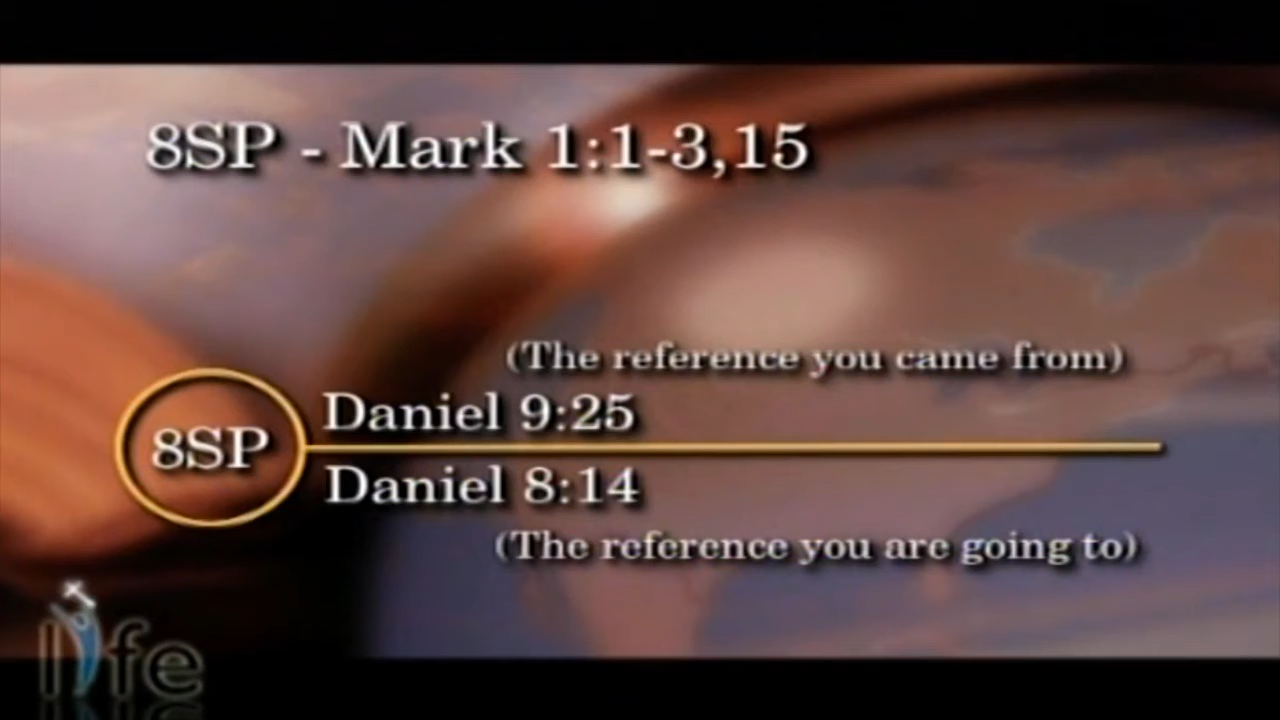 8SP - Mark 1:1-3,15
(The reference you came from)
Daniel 9:25
8SP
Daniel 8:14
(The reference you are going to)
life